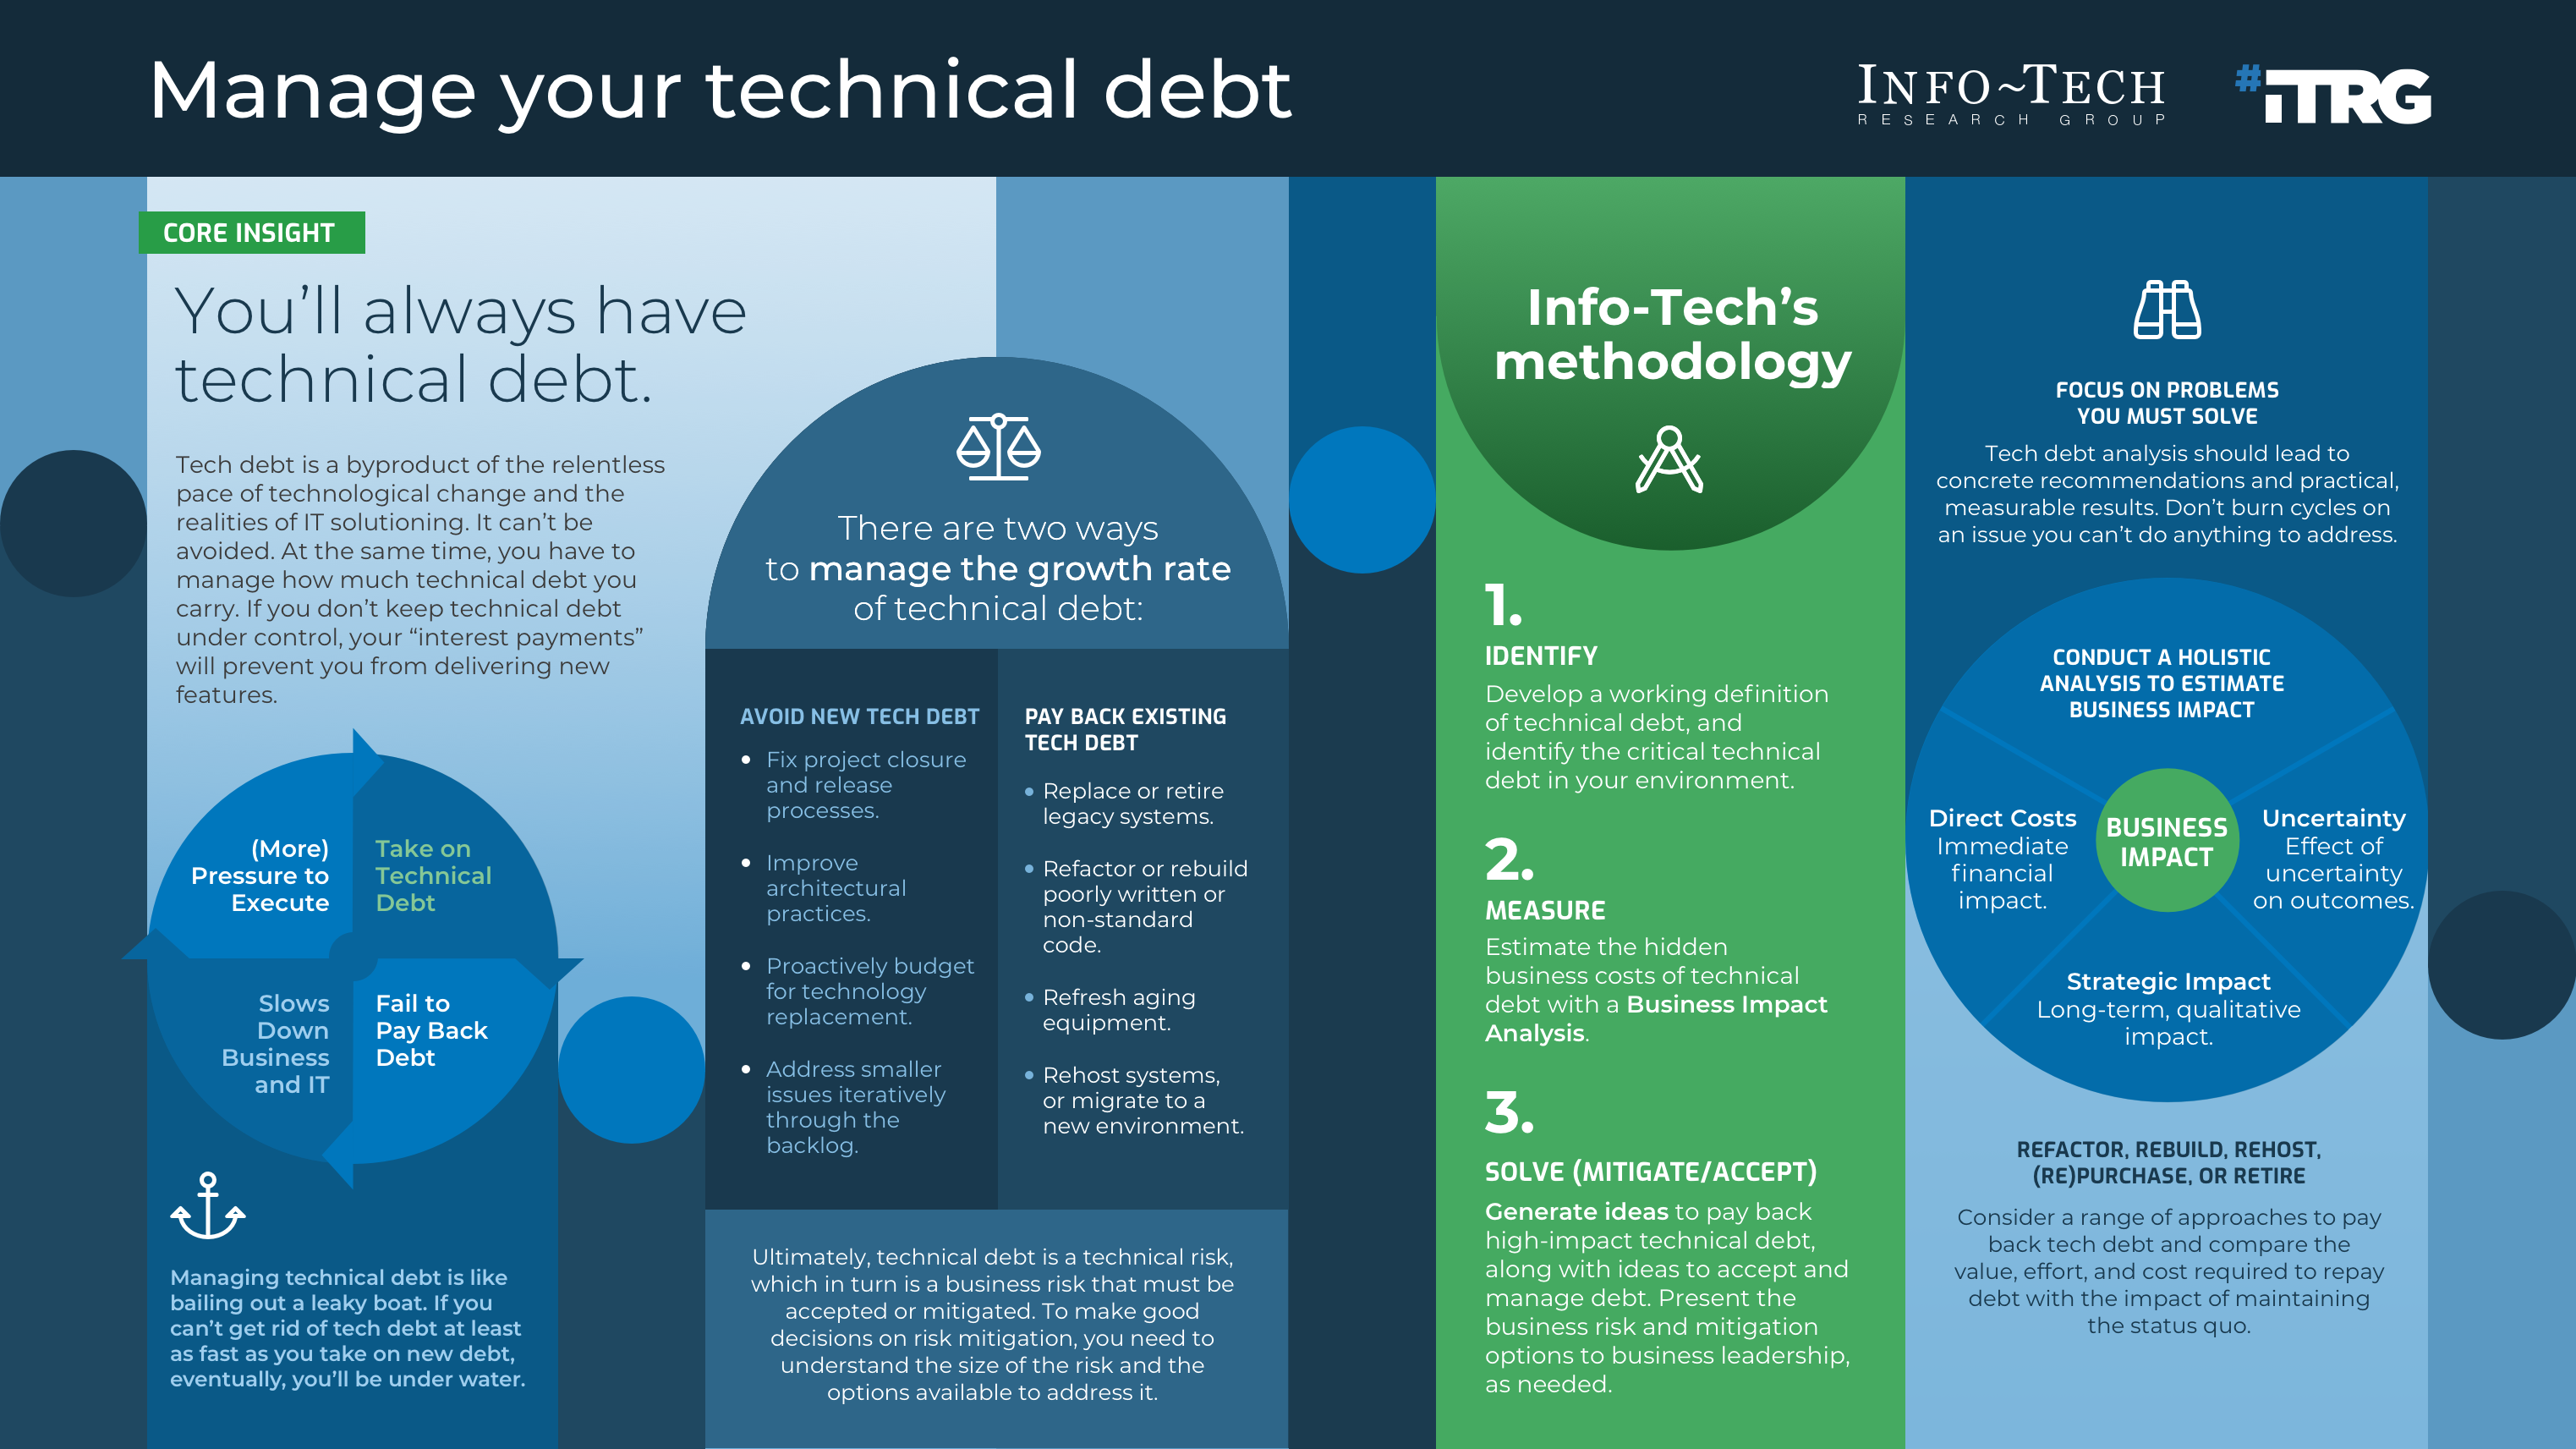 Manage your technical debt
INFO~TECH
RESEARCH GROUP
#iTRG
CORE INSIGHT
You’ll always have
technical debt.
Tech debt is a byproduct of the relentless
pace of technological change and the
realities of IT solutioning. It can’t be
avoided. At the same time, you have to
manage how much technical debt you
carry. If you don’t keep technical debt
under control, your “interest payments”
will prevent you from delivering new
features.
(More)
Pressure to
Execute
Take on
Technical
Debt
Slows
Down
Business
and IT
Fail to
Pay Back
Debt
Managing technical debt is like
bailing out a leaky boat. If you
can’t get rid of tech debt at least
as fast as you take on new debt,
eventually, you’ll be under water.
There are two ways
to manage the growth rate
of technical debt:
AVOID NEW TECH DEBT
• Fix project closure
and release
processes.
• Improve
architectural
practices.
• Proactively budget
for technology
replacement.
• Address smaller
issues iteratively
through the
backlog.
PAY BACK EXISTING
TECH DEBT
• Replace or retire
legacy systems.
• Refactor or rebuild
poorly written or
non-standard
code.
• Refresh aging
equipment.
• Rehost systems,
or migrate to a
new environment.
Ultimately, technical debt is a technical risk,
which in turn is a business risk that must be
accepted or mitigated. To make good
decisions on risk mitigation, you need to
understand the size of the risk and the
options available to address it.
Info-Tech’s
methodology
1.
IDENTIFY
Develop a working definition
of technical debt, and
identify the critical technical
debt in your environment.
2.
MEASURE
Estimate the hidden
business costs of technical
debt with a Business Impact
Analysis.
3.
SOLVE (MITIGATE/ACCEPT)
Generate ideas to pay back
high-impact technical debt,
along with ideas to accept and
manage debt. Present the
business risk and mitigation
options to business leadership,
as needed.
FOCUS ON PROBLEMS
YOU MUST SOLVE
Tech debt analysis should lead to
concrete recommendations and practical,
measurable results. Don’t burn cycles on
an issue you can’t do anything to address.
CONDUCT A HOLISTIC
ANALYSIS TO ESTIMATE
BUSINESS IMPACT
Direct Costs
Immediate
financial
impact.
BUSINESS
IMPACT
Uncertainty
Effect of
uncertainty
on outcomes.
Strategic Impact
Long-term, qualitative
impact.
REFACTOR, REBUILD, REHOST,
(RE)PURCHASE, OR RETIRE
Consider a range of approaches to pay
back tech debt and compare the
value, effort, and cost required to repay
debt with the impact of maintaining
the status quo.